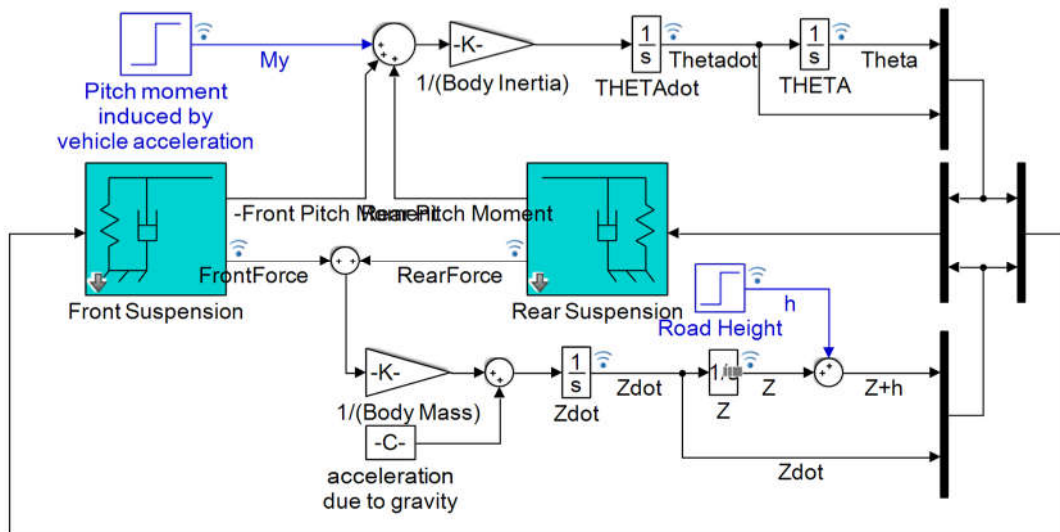 My
Pitch moment
induced by
vehicle acceleration
-K-
1/(Body Inertia)
1
s
THETAdot
Thetadot
1
s
THETA
Theta
-Front Pitch Moment
Rear Pitch Moment
FrontForce
RearForce
Front Suspension
Rear Suspension
Road Height
h
-K-
1/(Body Mass)
1
s
Zdot
Zdot
Z
Z
Z+h
-C-
acceleration
due to gravity
Zdot